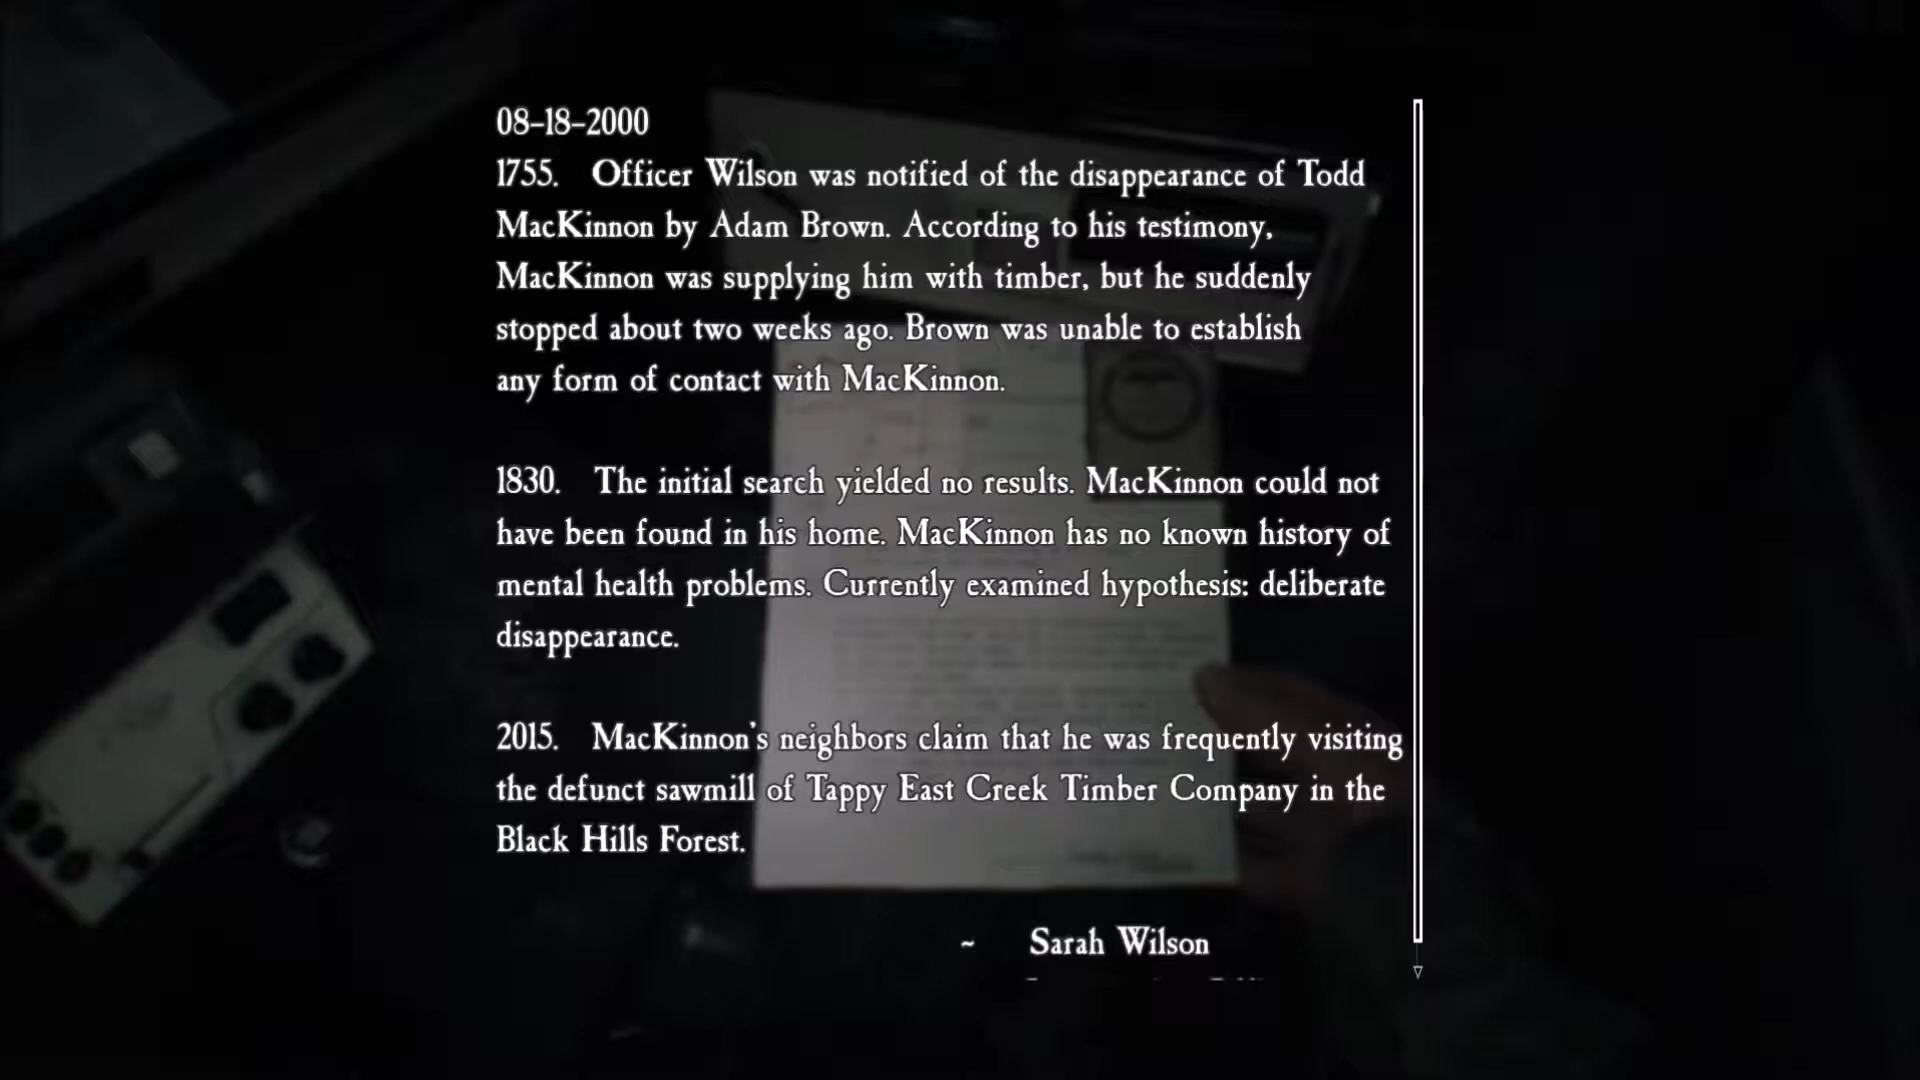 08-18-2000
1755. Officer Wilson was notified of the disappearance of Todd
MacKinnon by Adam Brown. According to his testimony,
MacKinnon was supplying him with timber, but he suddenly
stopped about two weeks ago. Brown was unable to establish
any form of contact with MacKinnon.
1830. The initial search yielded no results. MacKinnon could not
have been found in his home. MacKinnon has no known history of
mental health problems. Currently examined hypothesis: deliberate
disappearance.
2015. MacKinnon's neighbors claim that he was frequently visiting
the defunct sawmill of Tappy East Creek Timber Company in the
Black Hills Forest.
~ Sarah Wilson